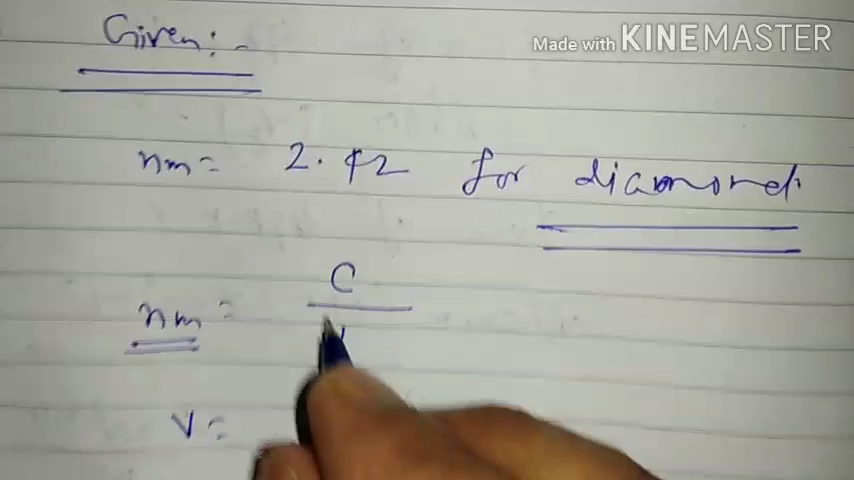 Given:-
Made with KINEMASTER
nm = 2.42 for diamond
nm = C
V =